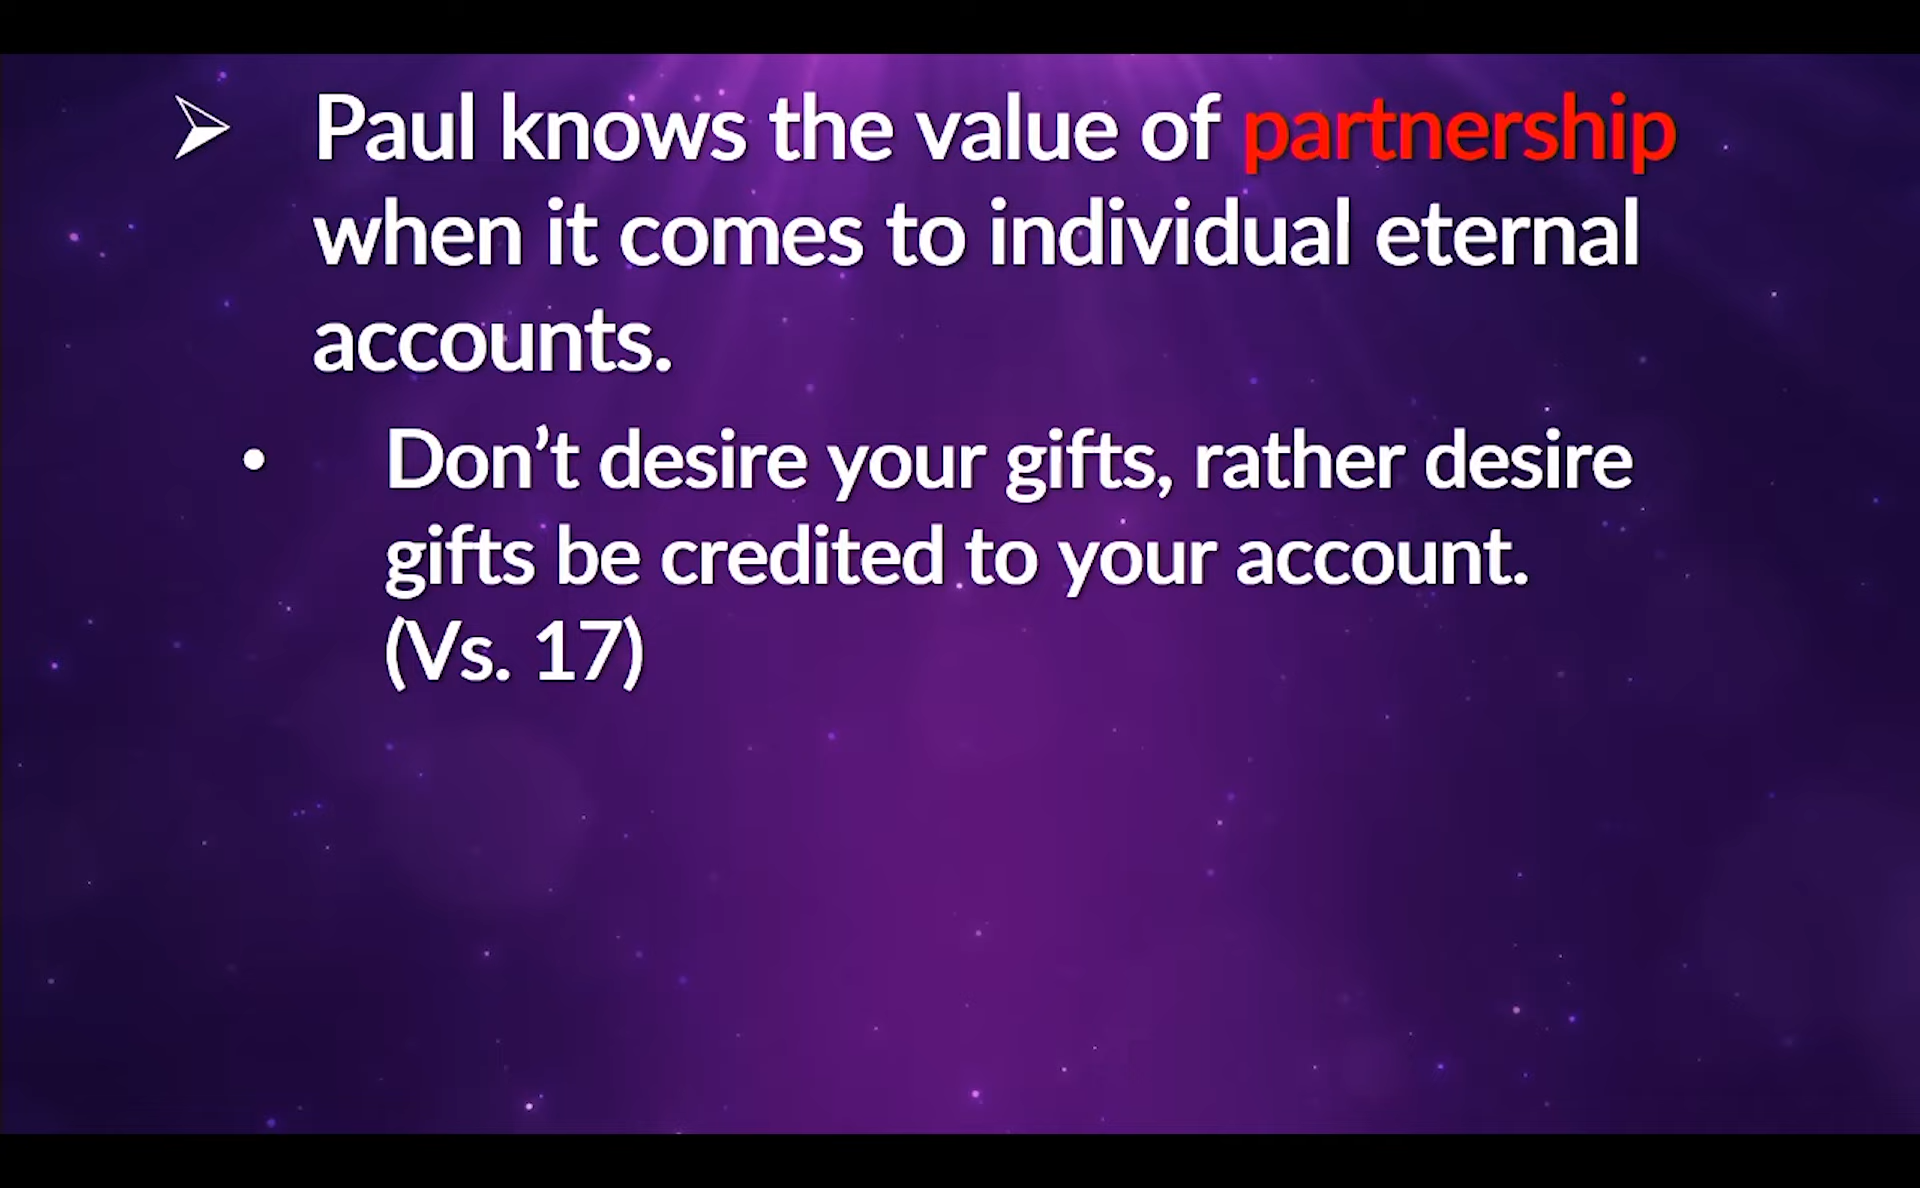 ➢ Paul knows the value of partnership
when it comes to individual eternal
accounts.
• Don’t desire your gifts, rather desire
gifts be credited to your account.
(Vs. 17)